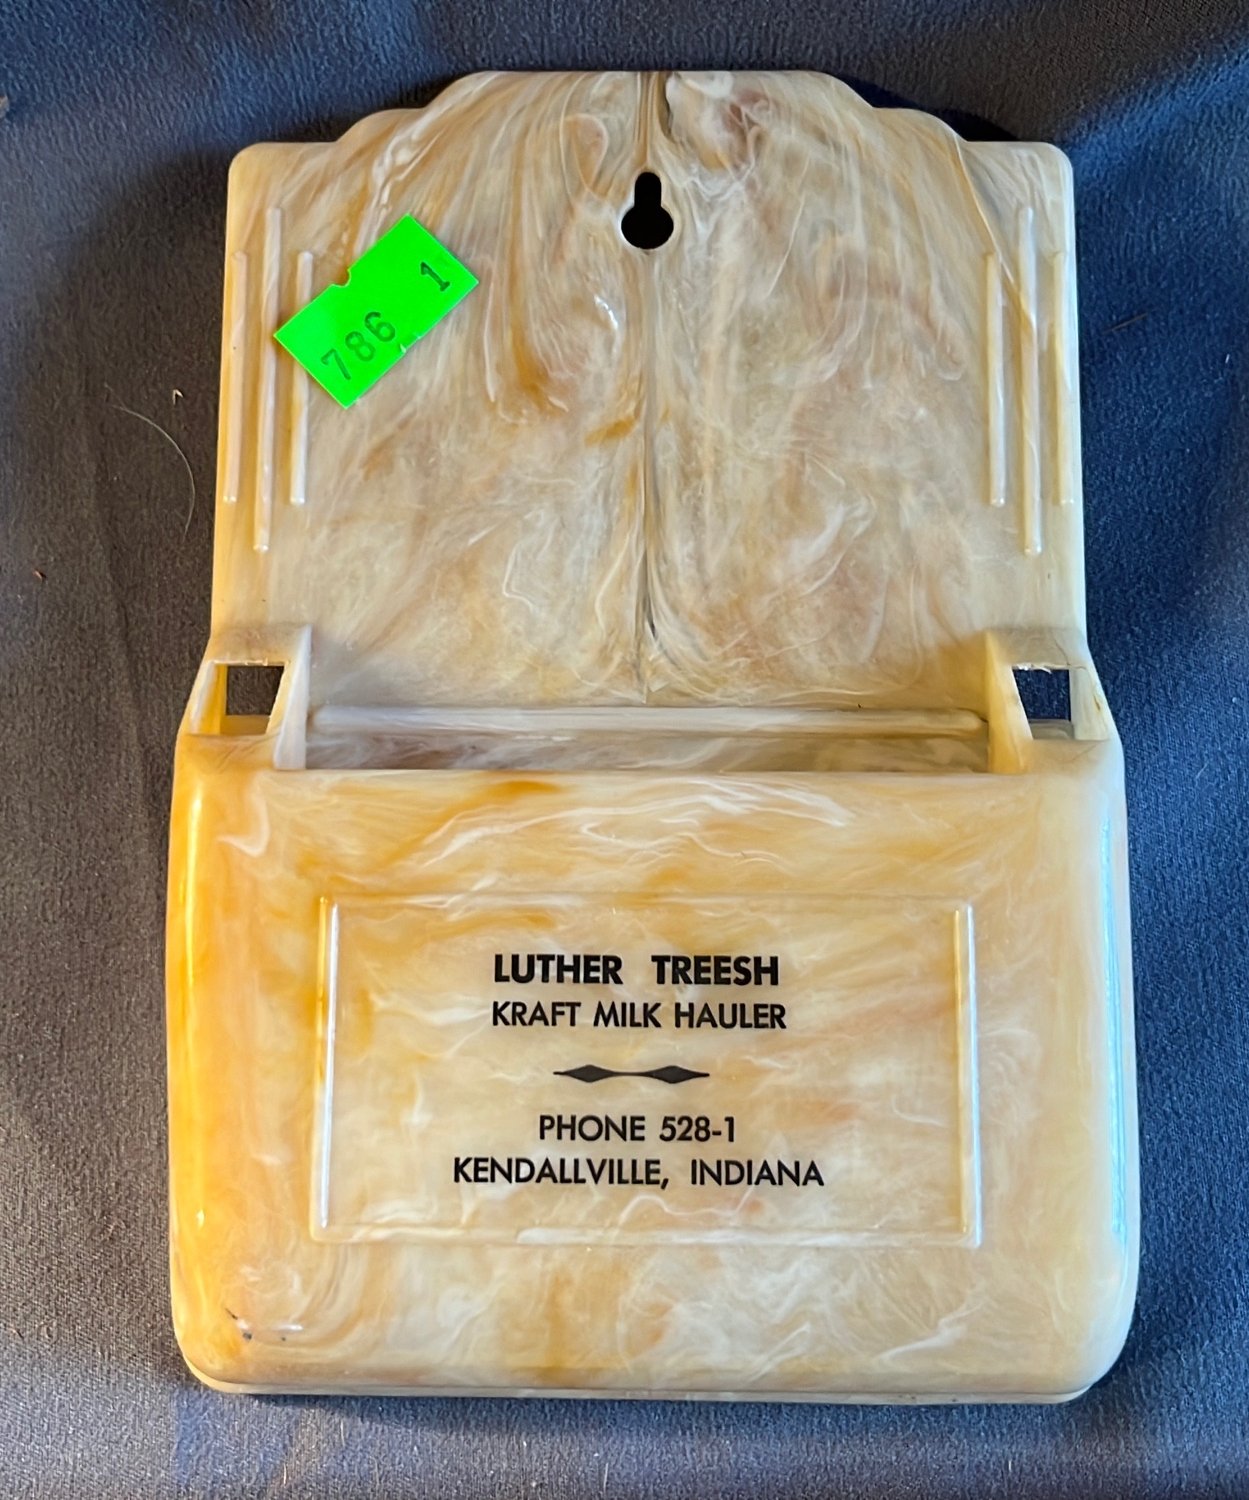 786 1
LUTHER TREESH
KRAFT MILK HAULER
PHONE 528-1
KENDALLVILLE, INDIANA